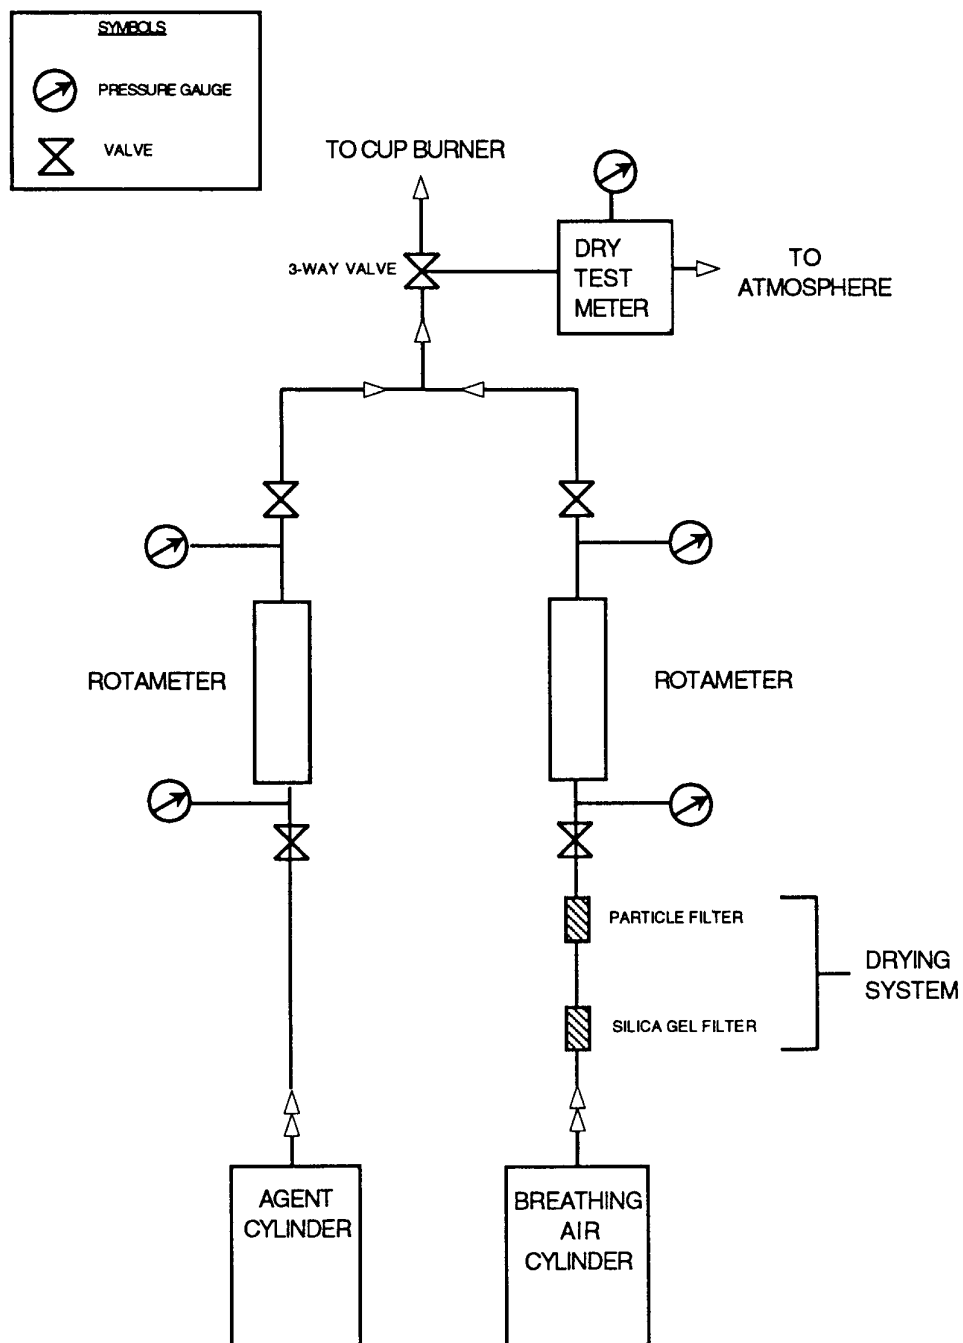 SYMBOLS
PRESSURE GAUGE
VALVE
TO CUP BURNER
3-WAY VALVE
DRY
TEST
METER
TO
ATMOSPHERE
ROTAMETER
ROTAMETER
PARTICLE FILTER
SILICA GEL FILTER
DRYING
SYSTEM
AGENT
CYLINDER
BREATHING
AIR
CYLINDER